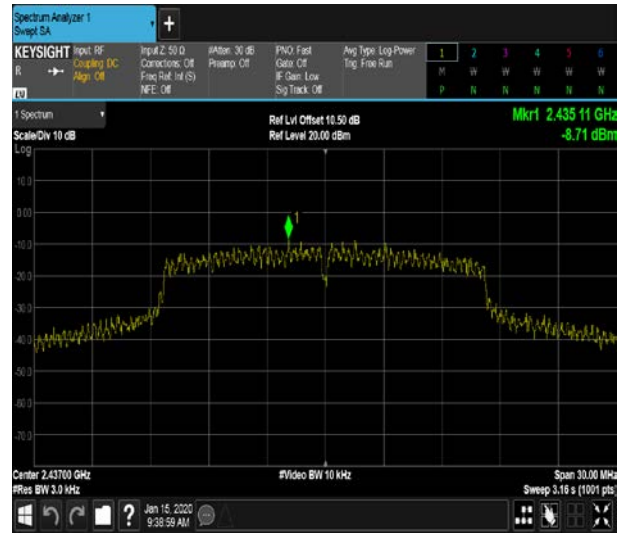 Spectrum Analyzer 1
Swept SA
+
KEYSIGHT
R
Input: RF
Coupling: DC
Align: Off
Input Z: 50 Ω
Corrections: Off
Freq Ref: Int (S)
NFE: Off
#Atten: 30 dB
Preamp: Off
PNO: Fast
Gate: Off
IF Gain: Low
Sig Track: Off
Avg Type: Log-Power
Trig: Free Run
1 2 3 4 5 6
M W W W W W
P N N N N N
1 Spectrum
Scale/Div 10 dB
Log
Ref Lvl Offset 10.50 dB
Ref Level 20.00 dBm
Mkr1 2.435 11 GHz
-8.71 dBm
10.0
0.00
1
-10.0
-20.0
-30.0
-40.0
-60.0
-70.0
Center 2.43700 GHz
#Res BW 3.0 kHz
#Video BW 10 kHz
Span 30.00 MHz
Sweep 3.16 s (1001 pts)
?
Jan 15, 2020
9:38:59 AM